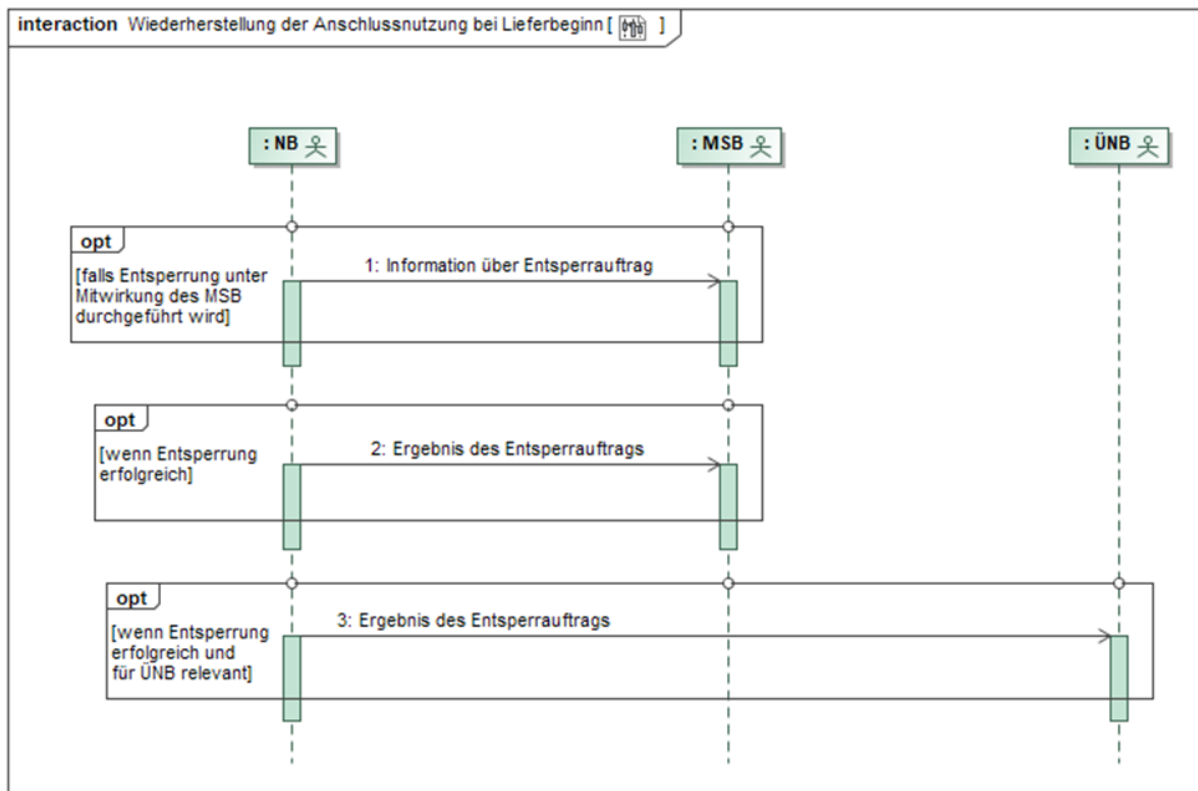 interaction Wiederherstellung der Anschlussnutzung bei Lieferbeginn [ ]
: NB
: MSB
: ÜNB
opt
[falls Entsperrung unter
Mitwirkung des MSB
durchgeführt wird]
1: Information über Entsperrauftrag
opt
[wenn Entsperrung
erfolgreich]
2: Ergebnis des Entsperrauftrags
opt
[wenn Entsperrung
erfolgreich und
für ÜNB relevant]
3: Ergebnis des Entsperrauftrags